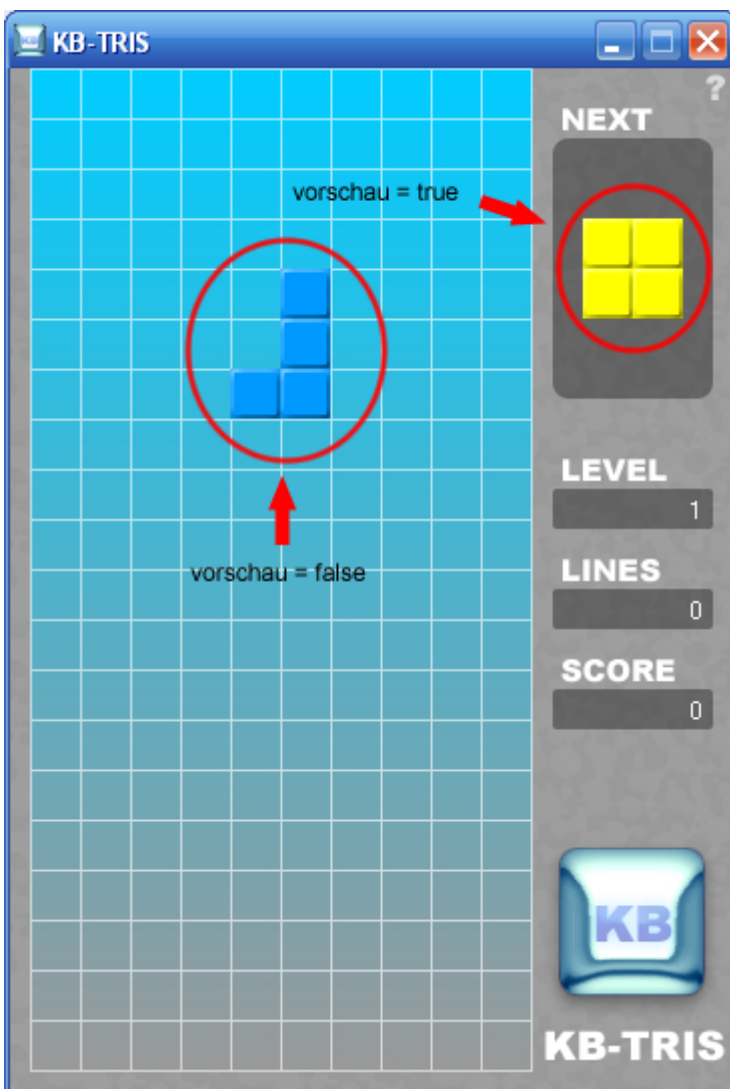 KB-TRIS
?
NEXT
vorschau = true
vorschau = false
LEVEL
1
LINES
0
SCORE
0
KB
KB-TRIS